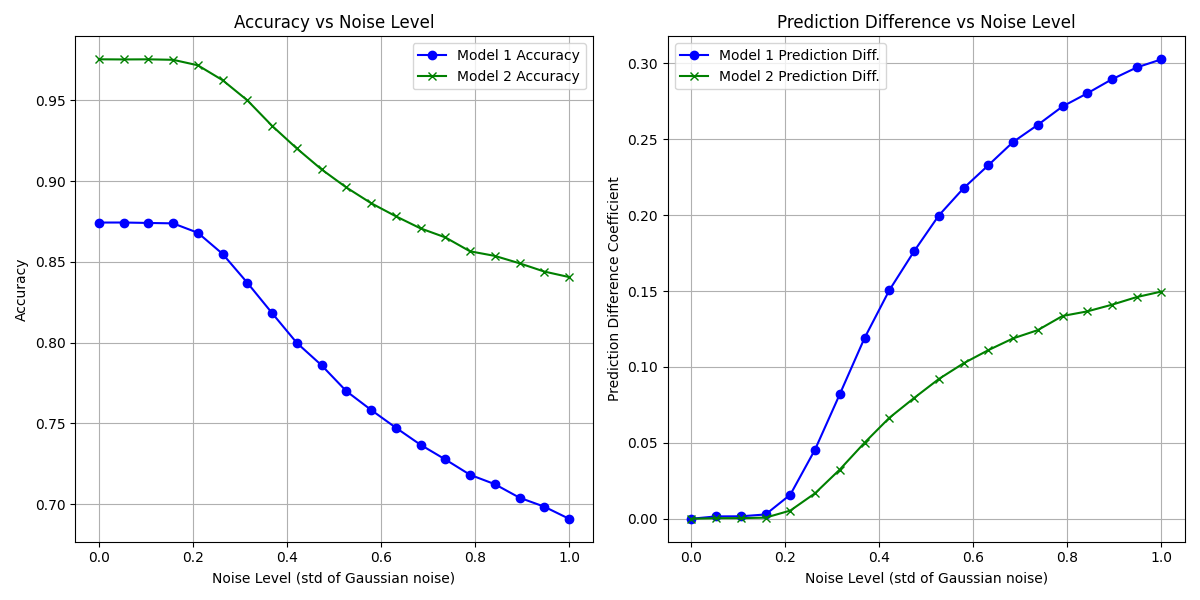 Accuracy vs Noise Level
Model 1 Accuracy
Model 2 Accuracy
Accuracy
0.95
0.90
0.85
0.80
0.75
0.70
0.0 0.2 0.4 0.6 0.8 1.0
Noise Level (std of Gaussian noise)
Prediction Difference vs Noise Level
Model 1 Prediction Diff.
Model 2 Prediction Diff.
Prediction Difference Coefficient
0.30
0.25
0.20
0.15
0.10
0.05
0.00
0.0 0.2 0.4 0.6 0.8 1.0
Noise Level (std of Gaussian noise)